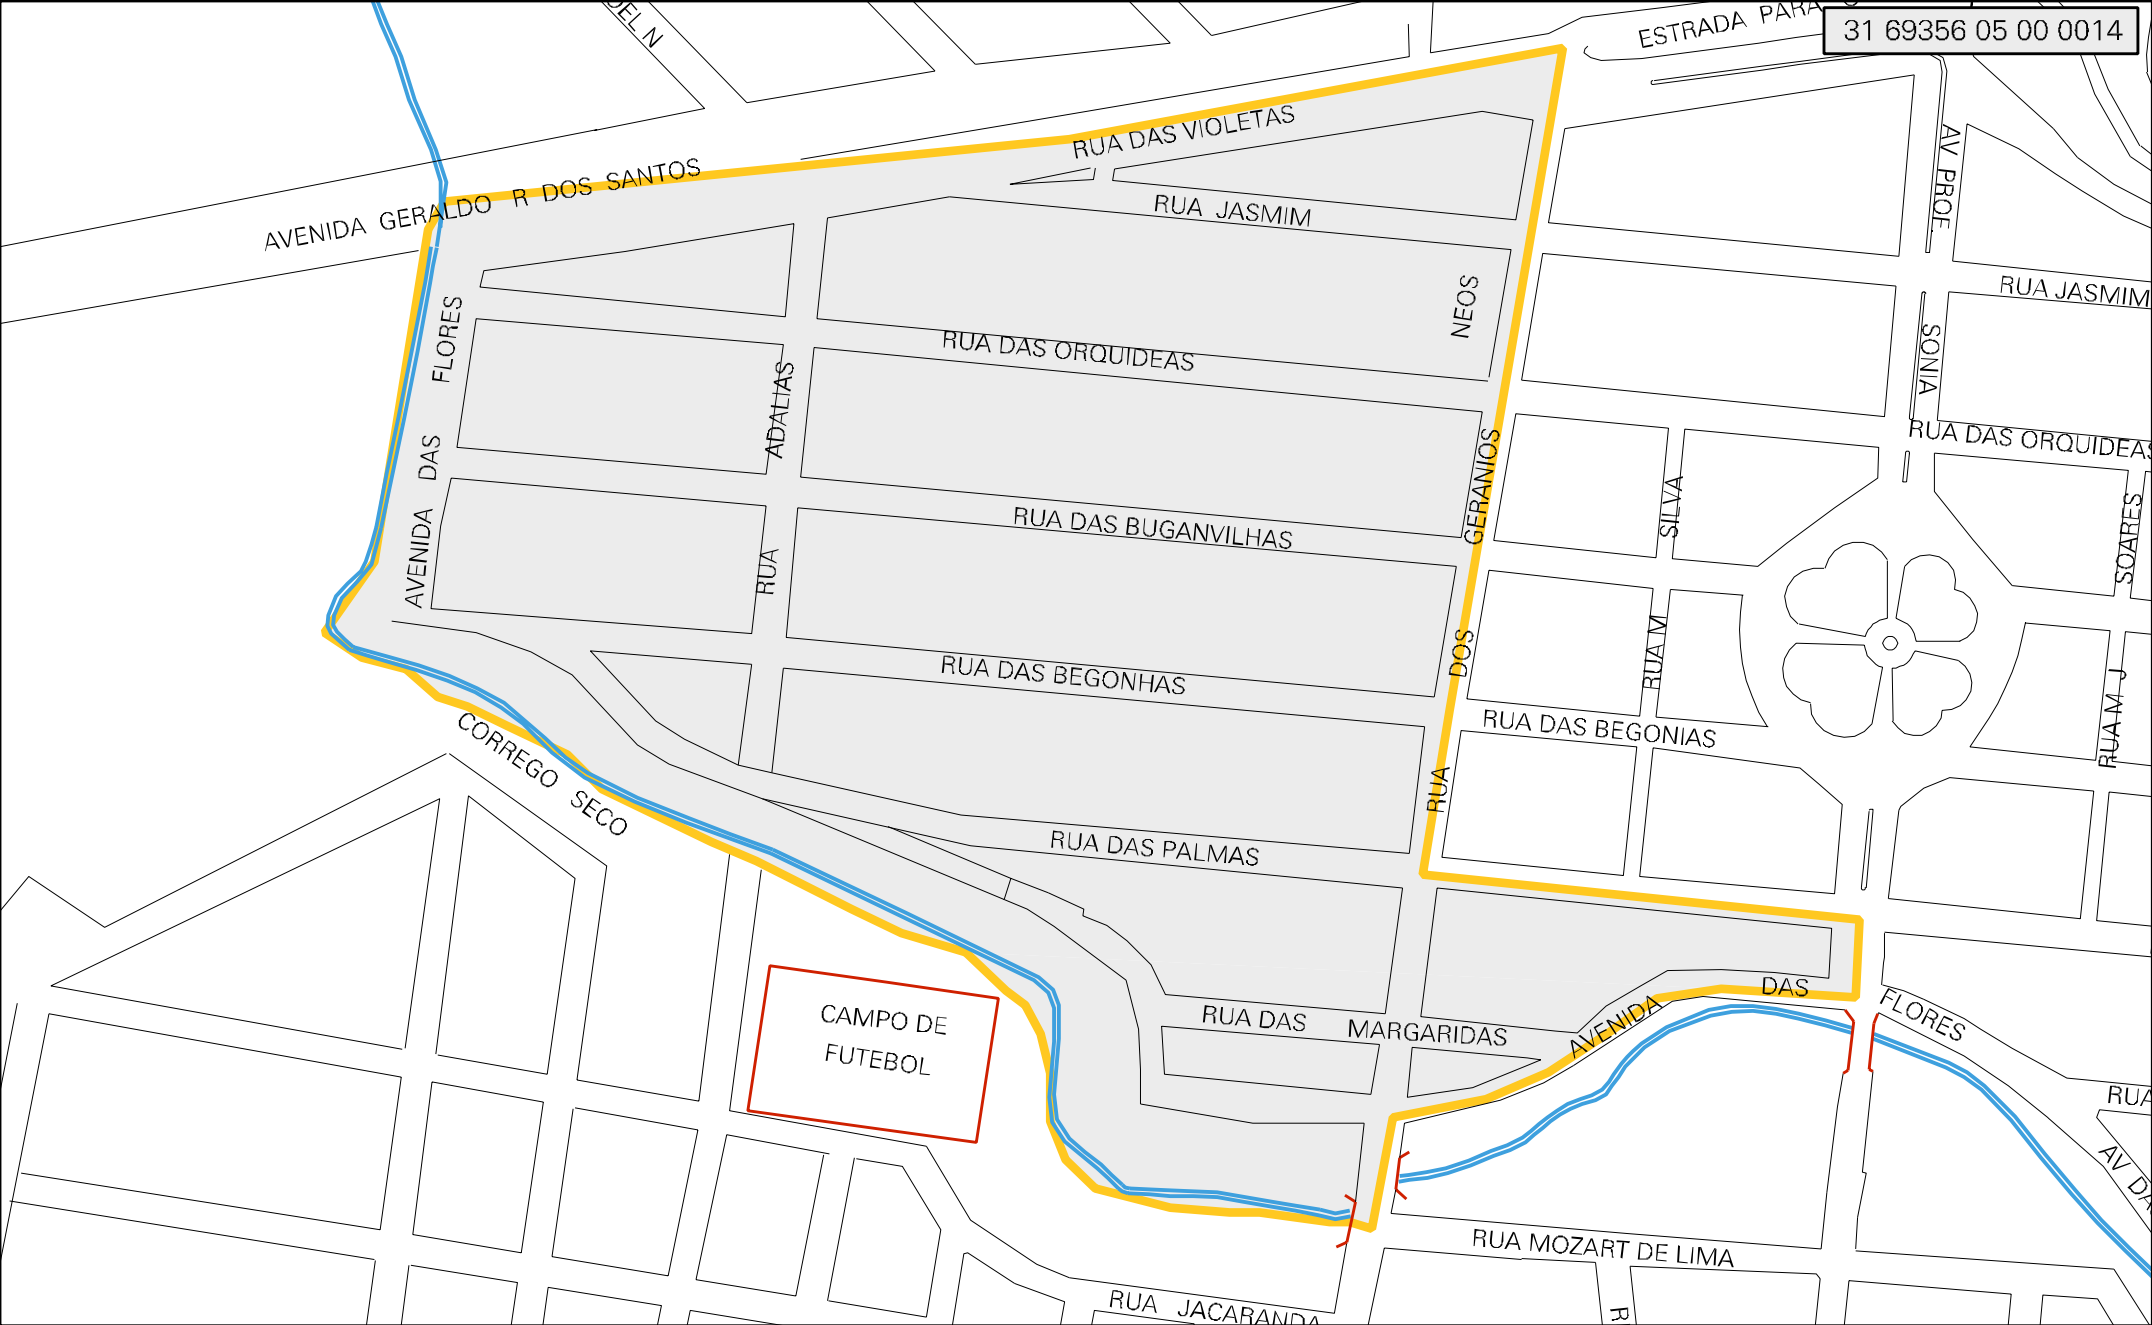 DEL N
ESTRADA PARA
31 69356 05 00 0014
RUA DAS VIOLETAS
AVENIDA GERALDO R DOS SANTOS
RUA JASMIM
AV PROF
SONIA
RUA JASMIM
NEOS
FLORES
DAS
AVENIDA
RUA DAS ORQUIDEAS
ADALIAS
RUA
RUA DAS ORQUIDEAS
GERANIOS
DOS
RUA
SILVA
RUA M
SOARES
RUA M J
RUA DAS BUGANVILHAS
RUA DAS BEGONHAS
RUA DAS BEGONIAS
CORREGO SECO
RUA DAS PALMAS
CAMPO DE
FUTEBOL
RUA DAS MARGARIDAS
AVENIDA DAS FLORES
RUA
AV DA
RUA MOZART DE LIMA
RUA JACARANDA
R